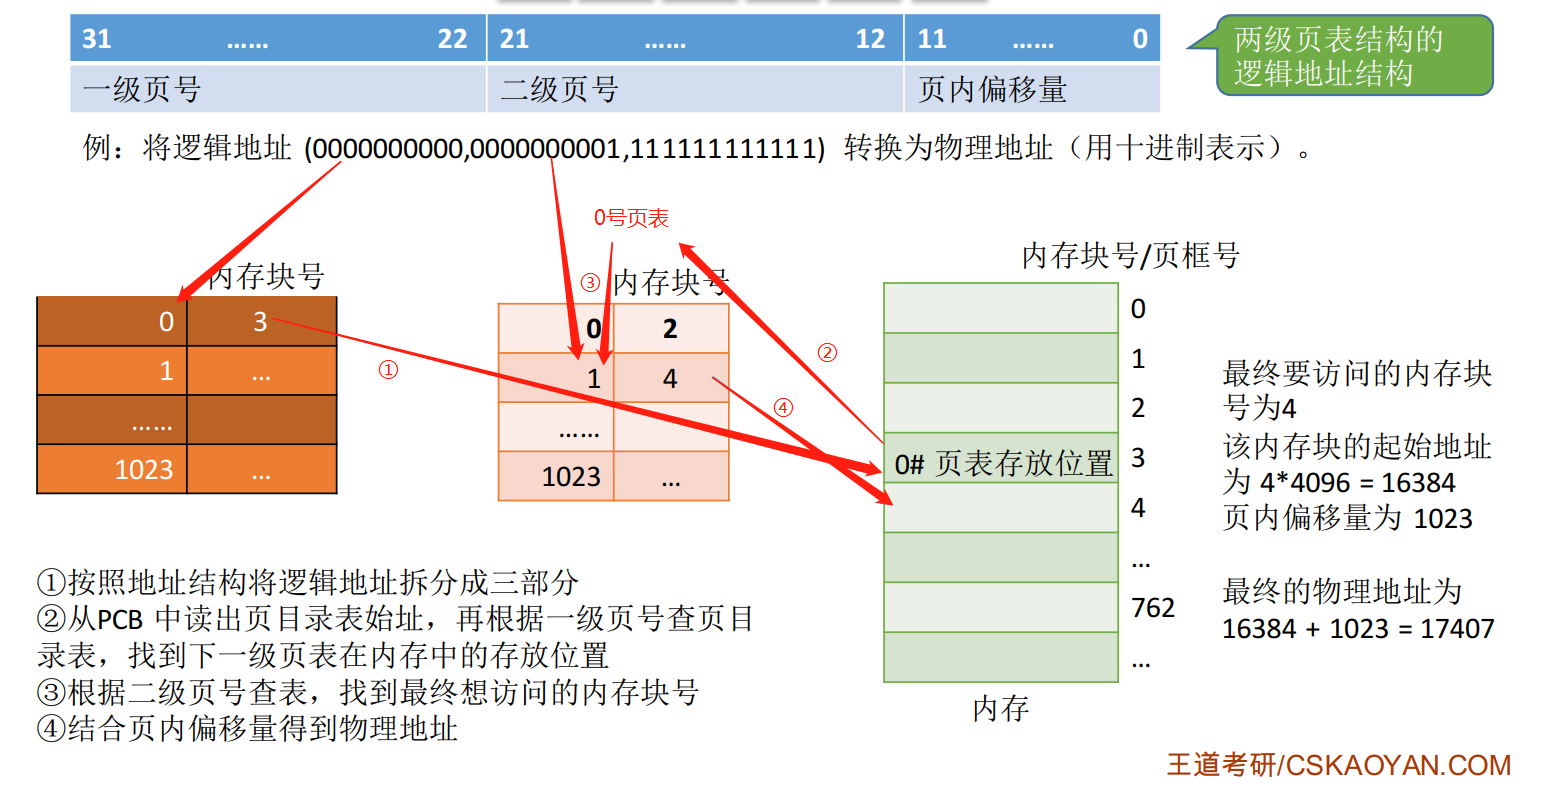 31 …… 22 21 …… 12 11 …… 0
一级页号 二级页号 页内偏移量
两级页表结构的
逻辑地址结构
例：将逻辑地址 (0000000000,0000000001,111111111111) 转换为物理地址（用十进制表示）。
0号页表
内存块号
0 3
1 …
……
1023 …
①
③
内存块号
0 2
1 4
……
1023 …
②
④
内存块号/页框号
0
1
2
0# 页表存放位置 3
4
…
762
…
内存
最终要访问的内存块
号为4
该内存块的起始地址
为 4*4096 = 16384
页内偏移量为 1023
最终的物理地址为
16384 + 1023 = 17407
①按照地址结构将逻辑地址拆分成三部分
②从PCB 中读出页目录表始址，再根据一级页号查页目
录表，找到下一级页表在内存中的存放位置
③根据二级页号查表，找到最终想访问的内存块号
④结合页内偏移量得到物理地址
王道考研/CSKAOYAN.COM